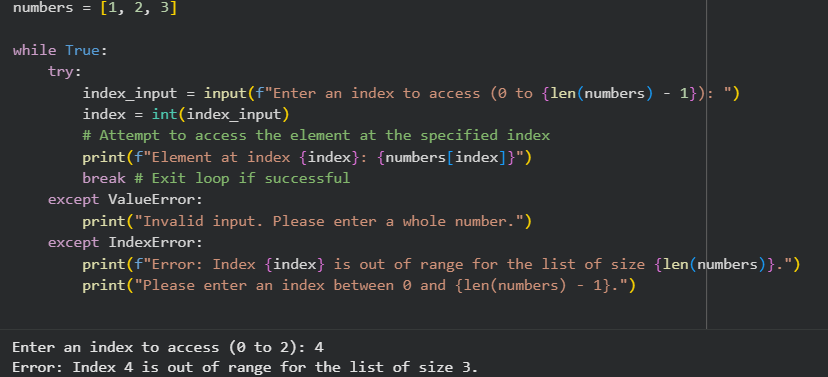 numbers = [1, 2, 3]

while True:
    try:
        index_input = input(f"Enter an index to access (0 to {len(numbers) - 1}): ")
        index = int(index_input)
        # Attempt to access the element at the specified index
        print(f"Element at index {index}: {numbers[index]}")
        break # Exit loop if successful
    except ValueError:
        print("Invalid input. Please enter a whole number.")
    except IndexError:
        print(f"Error: Index {index} is out of range for the list of size {len(numbers)}.")
        print("Please enter an index between 0 and {len(numbers) - 1}.")

Enter an index to access (0 to 2): 4
Error: Index 4 is out of range for the list of size 3.